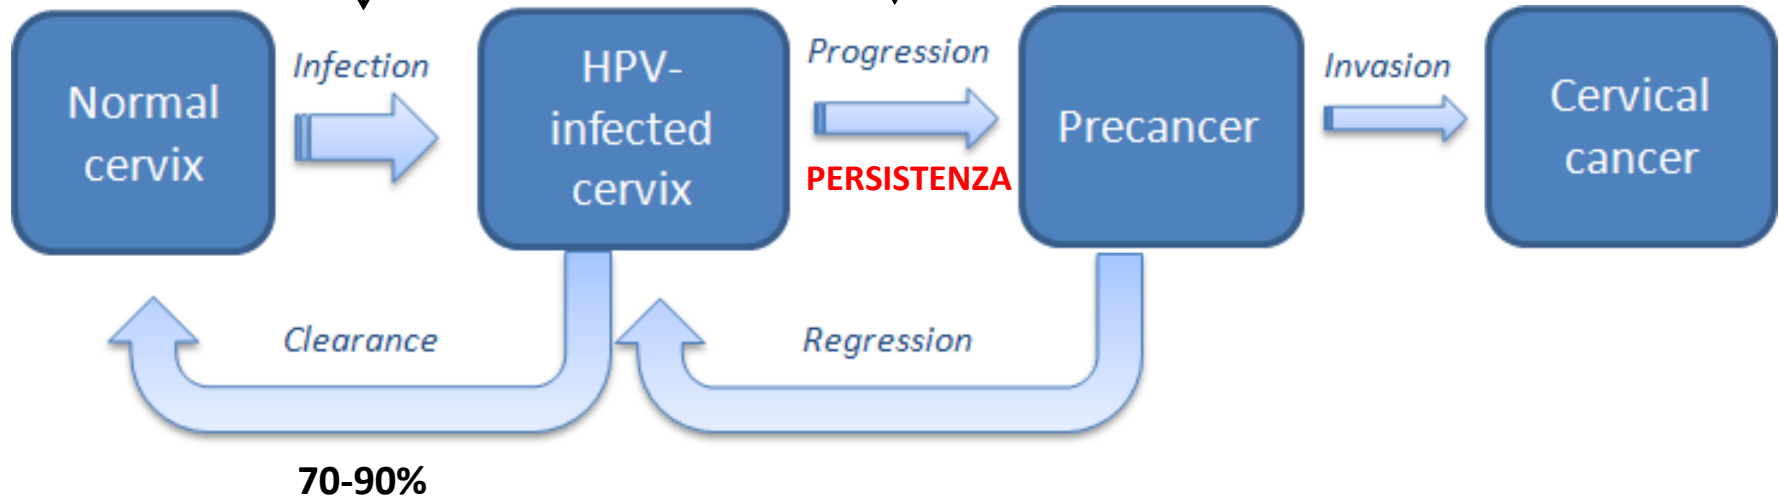 Normal
cervix
Infection
HPV-
infected
cervix
Progression
PERSISTENZA
Precancer
Invasion
Cervical
cancer
Clearance
Regression
70-90%